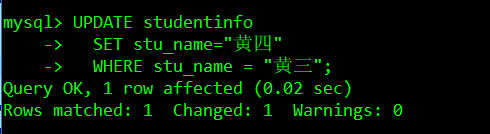 mysql> UPDATE studentinfo
    ->   SET stu_name="黄四"
    ->   WHERE stu_name = "黄三";
Query OK, 1 row affected (0.02 sec)
Rows matched: 1  Changed: 1  Warnings: 0